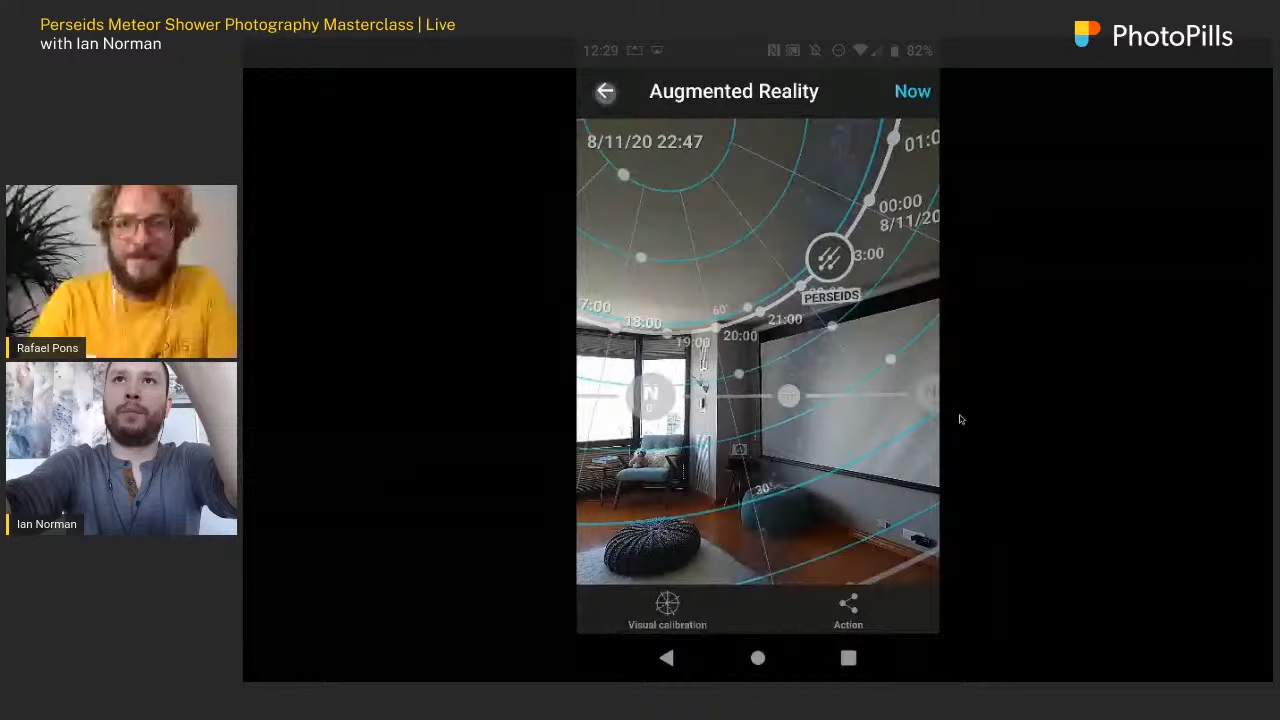 Perseids Meteor Shower Photography Masterclass | Live
with Ian Norman
PhotoPills
12:29
82%
Augmented Reality
Now
8/11/20 22:47
01:0
00:00
8/11/20
3:00
PERSEIDS
7:00
18:00
19:00
20:00
21:00
60°
N
0°
30°
Rafael Pons
Ian Norman
Visual calibration
Action